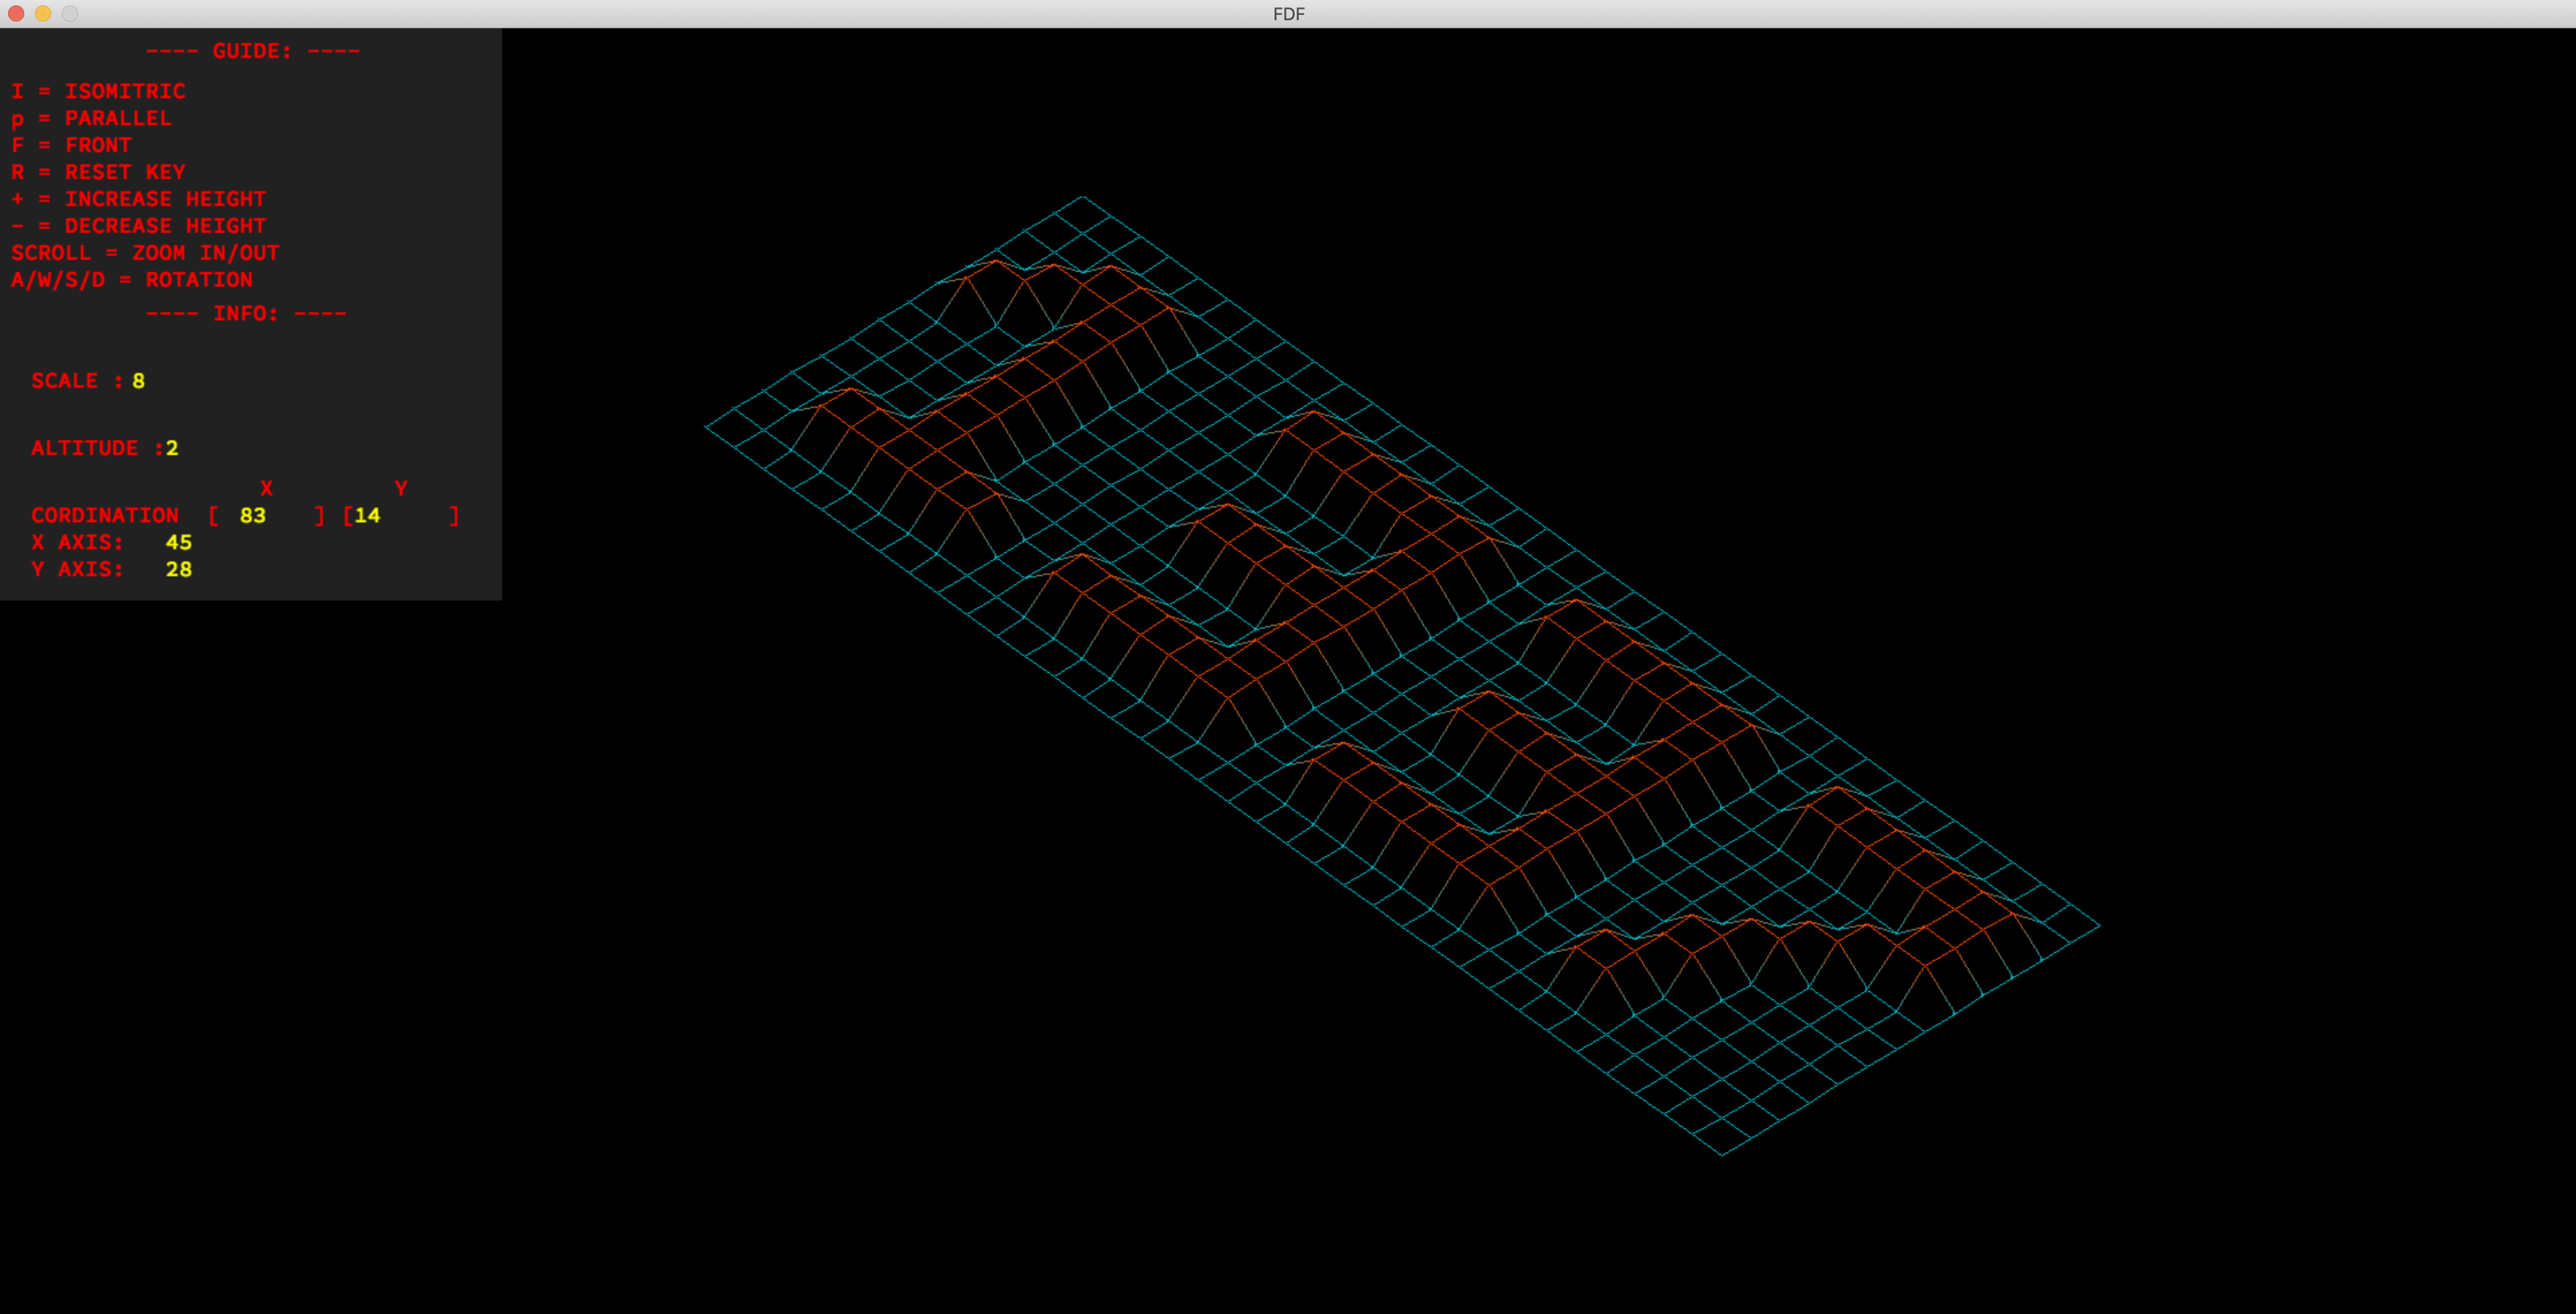 FDF
---- GUIDE: ----
I = ISOMITRIC
p = PARALLEL
F = FRONT
R = RESET KEY
+ = INCREASE HEIGHT
- = DECREASE HEIGHT
SCROLL = ZOOM IN/OUT
A/W/S/D = ROTATION
---- INFO: ----
SCALE : 8
ALTITUDE :2
X Y
CORDINATION [ 83 ] [14 ]
X AXIS: 45
Y AXIS: 28